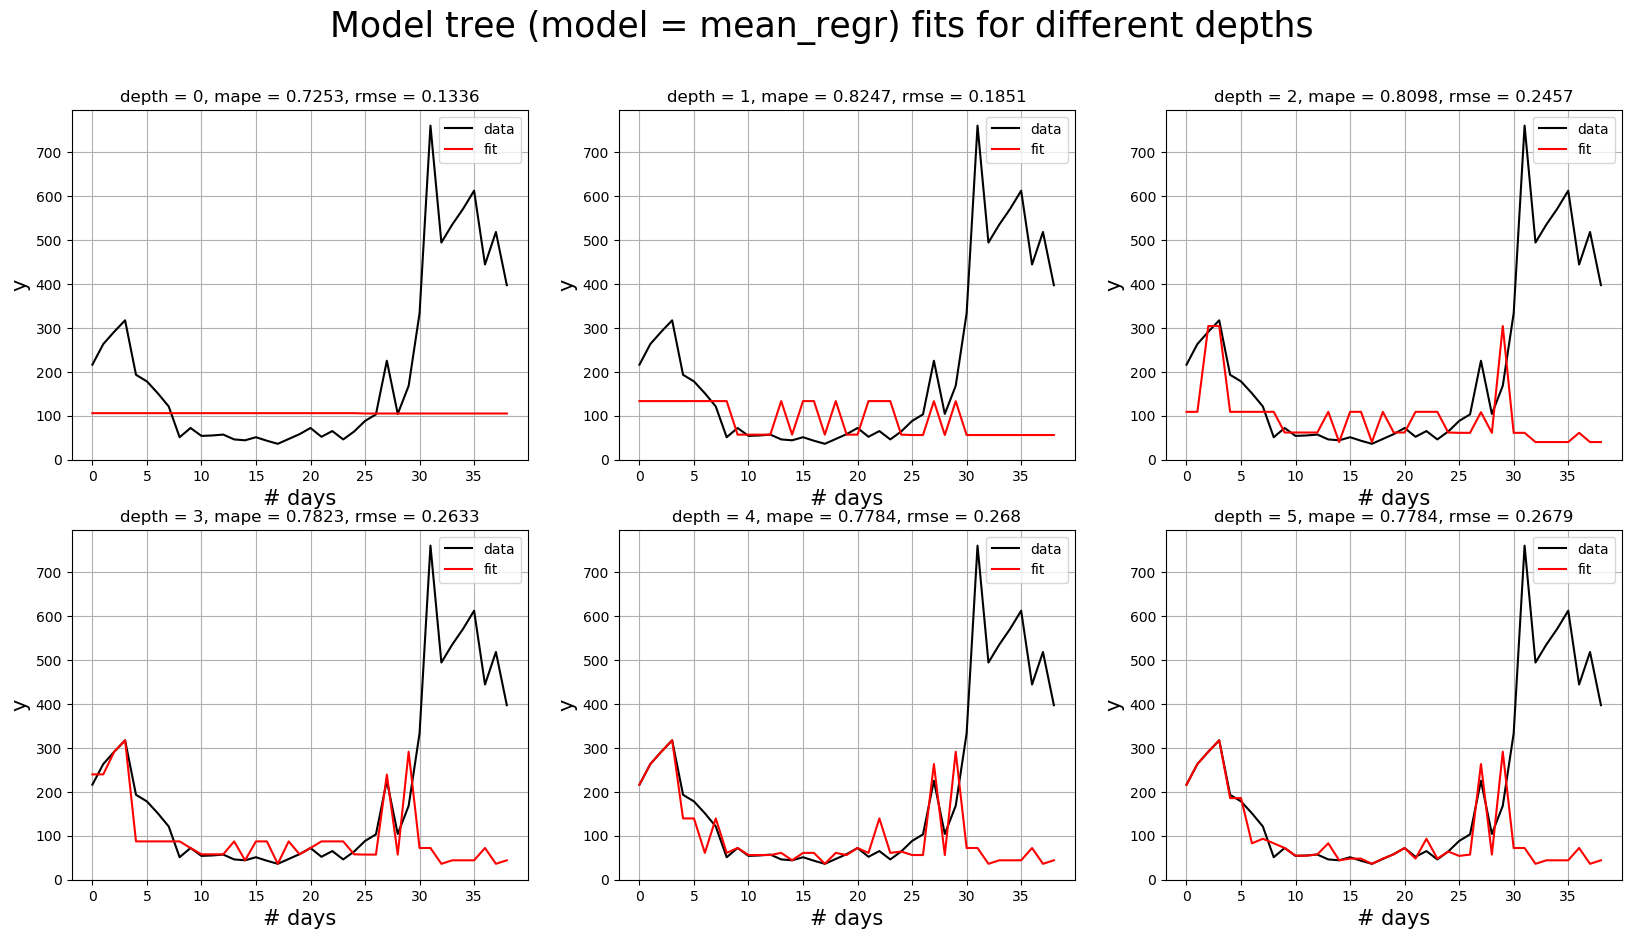 Model tree (model = mean_regr) fits for different depths
depth = 0, mape = 0.7253, rmse = 0.1336
data
fit
700
600
500
400
300
200
100
0
y
0 5 10 15 20 25 30 35
# days
depth = 1, mape = 0.8247, rmse = 0.1851
data
fit
700
600
500
400
300
200
100
0
y
0 5 10 15 20 25 30 35
# days
depth = 2, mape = 0.8098, rmse = 0.2457
data
fit
700
600
500
400
300
200
100
0
y
0 5 10 15 20 25 30 35
# days
depth = 3, mape = 0.7823, rmse = 0.2633
data
fit
700
600
500
400
300
200
100
0
y
0 5 10 15 20 25 30 35
# days
depth = 4, mape = 0.7784, rmse = 0.268
data
fit
700
600
500
400
300
200
100
0
y
0 5 10 15 20 25 30 35
# days
depth = 5, mape = 0.7784, rmse = 0.2679
data
fit
700
600
500
400
300
200
100
0
y
0 5 10 15 20 25 30 35
# days